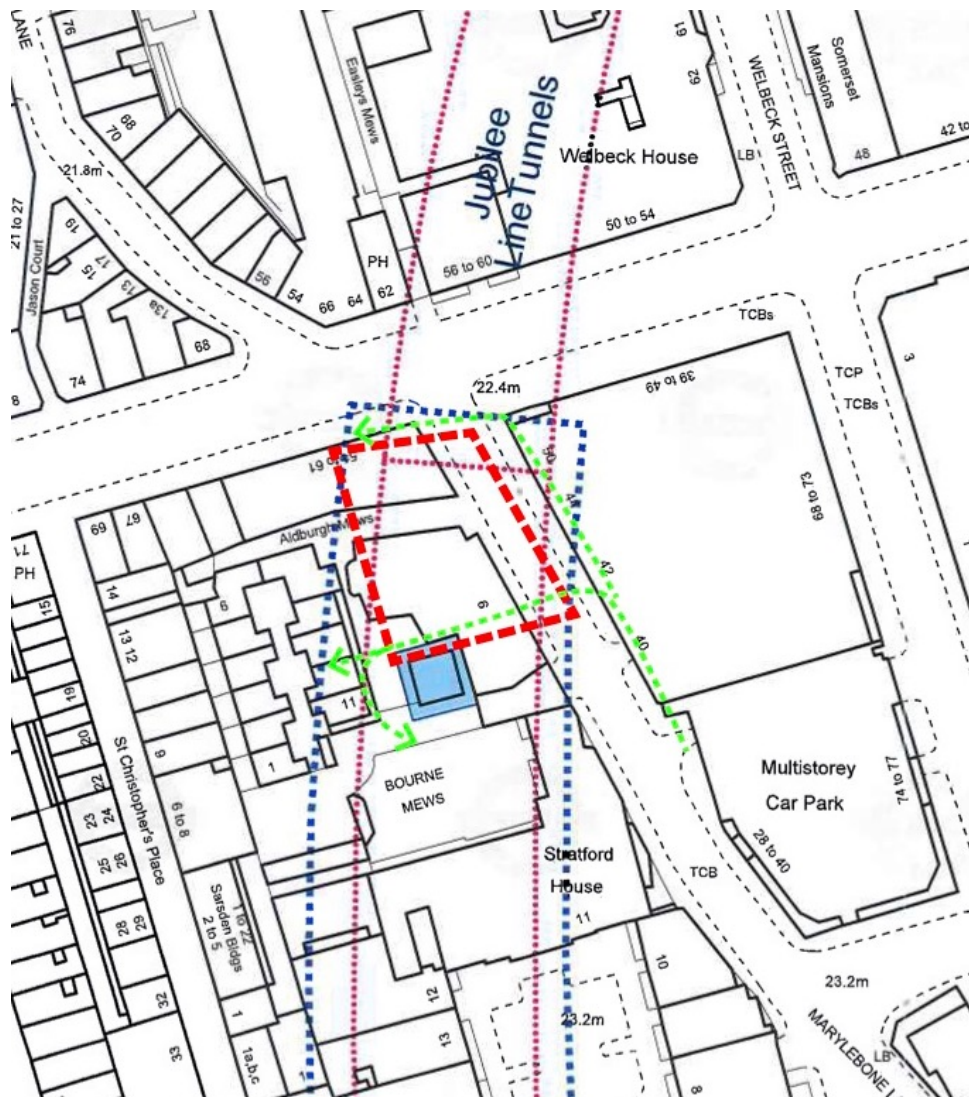 LANE
76
Easleys Mews
61
62
WELBECK STREET
Somerset
Mansions
68
70
Jubilee
Line Tunnels
Welbeck House
LB
48
42 to
21.8m
50 to 54
21 to 27
Jason Court
19
17
15
13
13a
PH
56 to 60
56
54
66
64
62
TCBs
68
74
8
22.4m
39 to 49
TCP
TCBs
3
50
to 61
69
67
Aldburgh Mews
68 to 73
71
PH
15
14
42
13 12
8
9
40
19
11
20
St Christopher's Place
9
1
BOURNE
MEWS
Multistorey
Car Park
74 to 77
22
24
23
6 to 8
26
25
Stratford
House
28 to 40
TCB
1 to 22
Sarsden Bldgs
2 to 5
29
28
11
10
23.2m
32
12
23.2m
33
1
13
MARYLEBONE
LB
1a,b,c
1
8